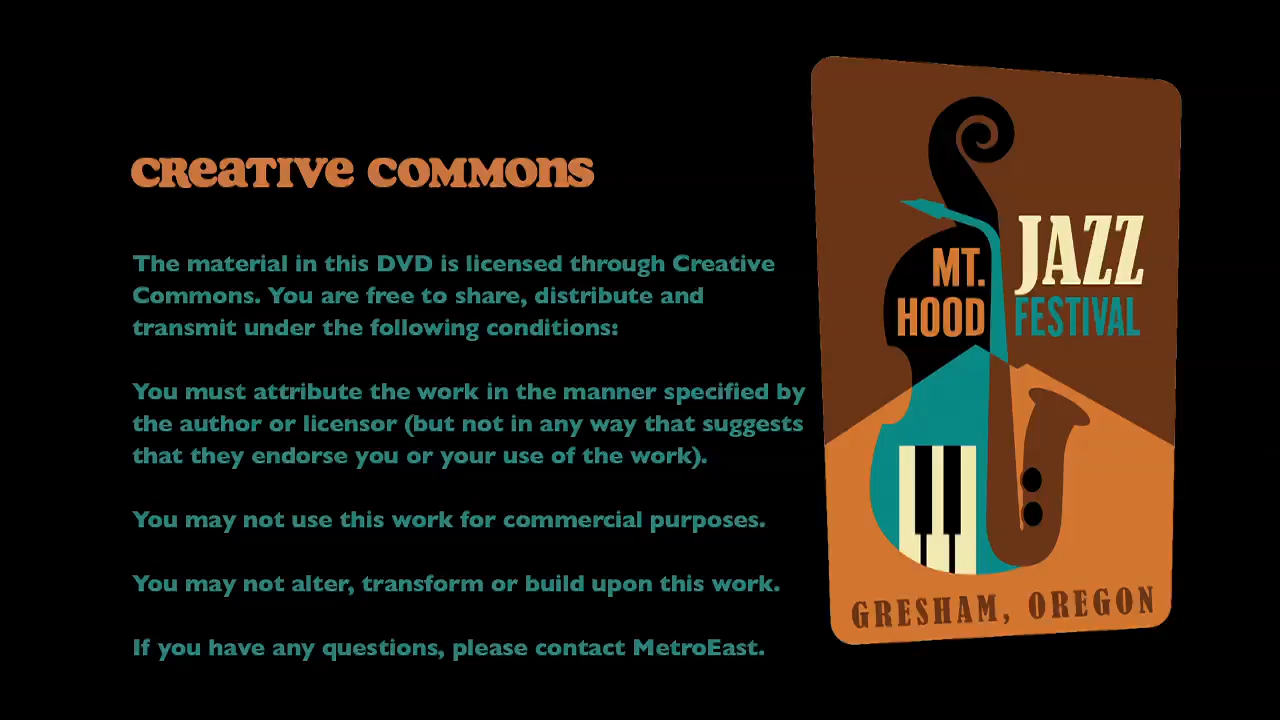 CREATIVE COMMONS
The material in this DVD is licensed through Creative
Commons. You are free to share, distribute and
transmit under the following conditions:
You must attribute the work in the manner specified by
the author or licensor (but not in any way that suggests
that they endorse you or your use of the work).
You may not use this work for commercial purposes.
You may not alter, transform or build upon this work.
If you have any questions, please contact MetroEast.
MT.
HOOD
JAZZ
FESTIVAL
GRESHAM, OREGON